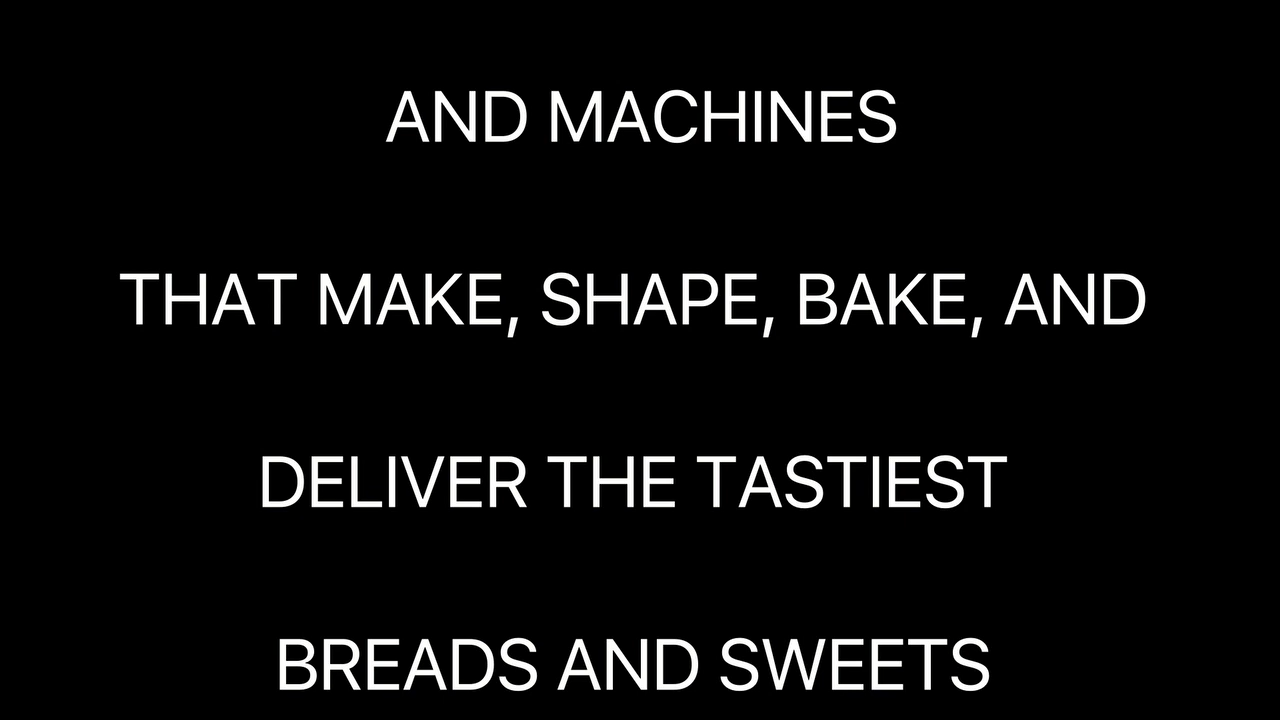 AND MACHINES
THAT MAKE, SHAPE, BAKE, AND
DELIVER THE TASTIEST
BREADS AND SWEETS